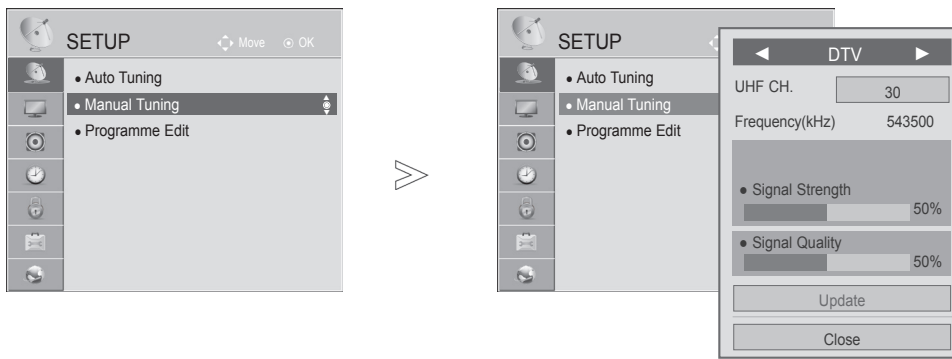 SETUP
Move OK
• Auto Tuning
• Manual Tuning
• Programme Edit
SETUP
• Auto Tuning
• Manual Tuning
• Programme Edit
◄ DTV ►
UHF CH. 30
Frequency(kHz) 543500
• Signal Strength
50%
• Signal Quality
50%
Update
Close